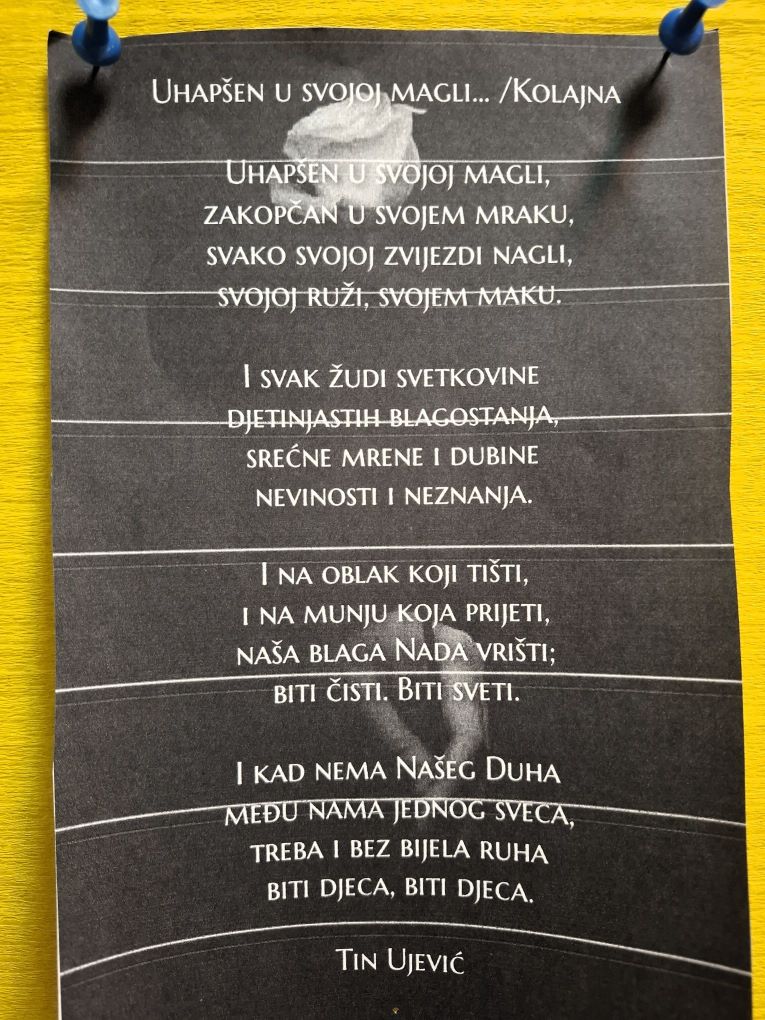 Uhapšen u svojoj magli... /Kolajna
Uhapšen u svojoj magli,
zakopčan u svojem mraku,
svako svojoj zvijezdi nagli,
svojoj ruži, svojem maku.
I svak žudi svetkovine
djetinjastih blagostanja,
srećne mrene i dubine
nevinosti i neznanja.
I na oblak koji tišti,
i na munju koja prijeti,
naša blaga Nada vrišti;
biti čisti. Biti sveti.
I kad nema Našeg Duha
među nama jednog sveca,
treba i bez bijela ruha
biti djeca, biti djeca.
Tin Ujević